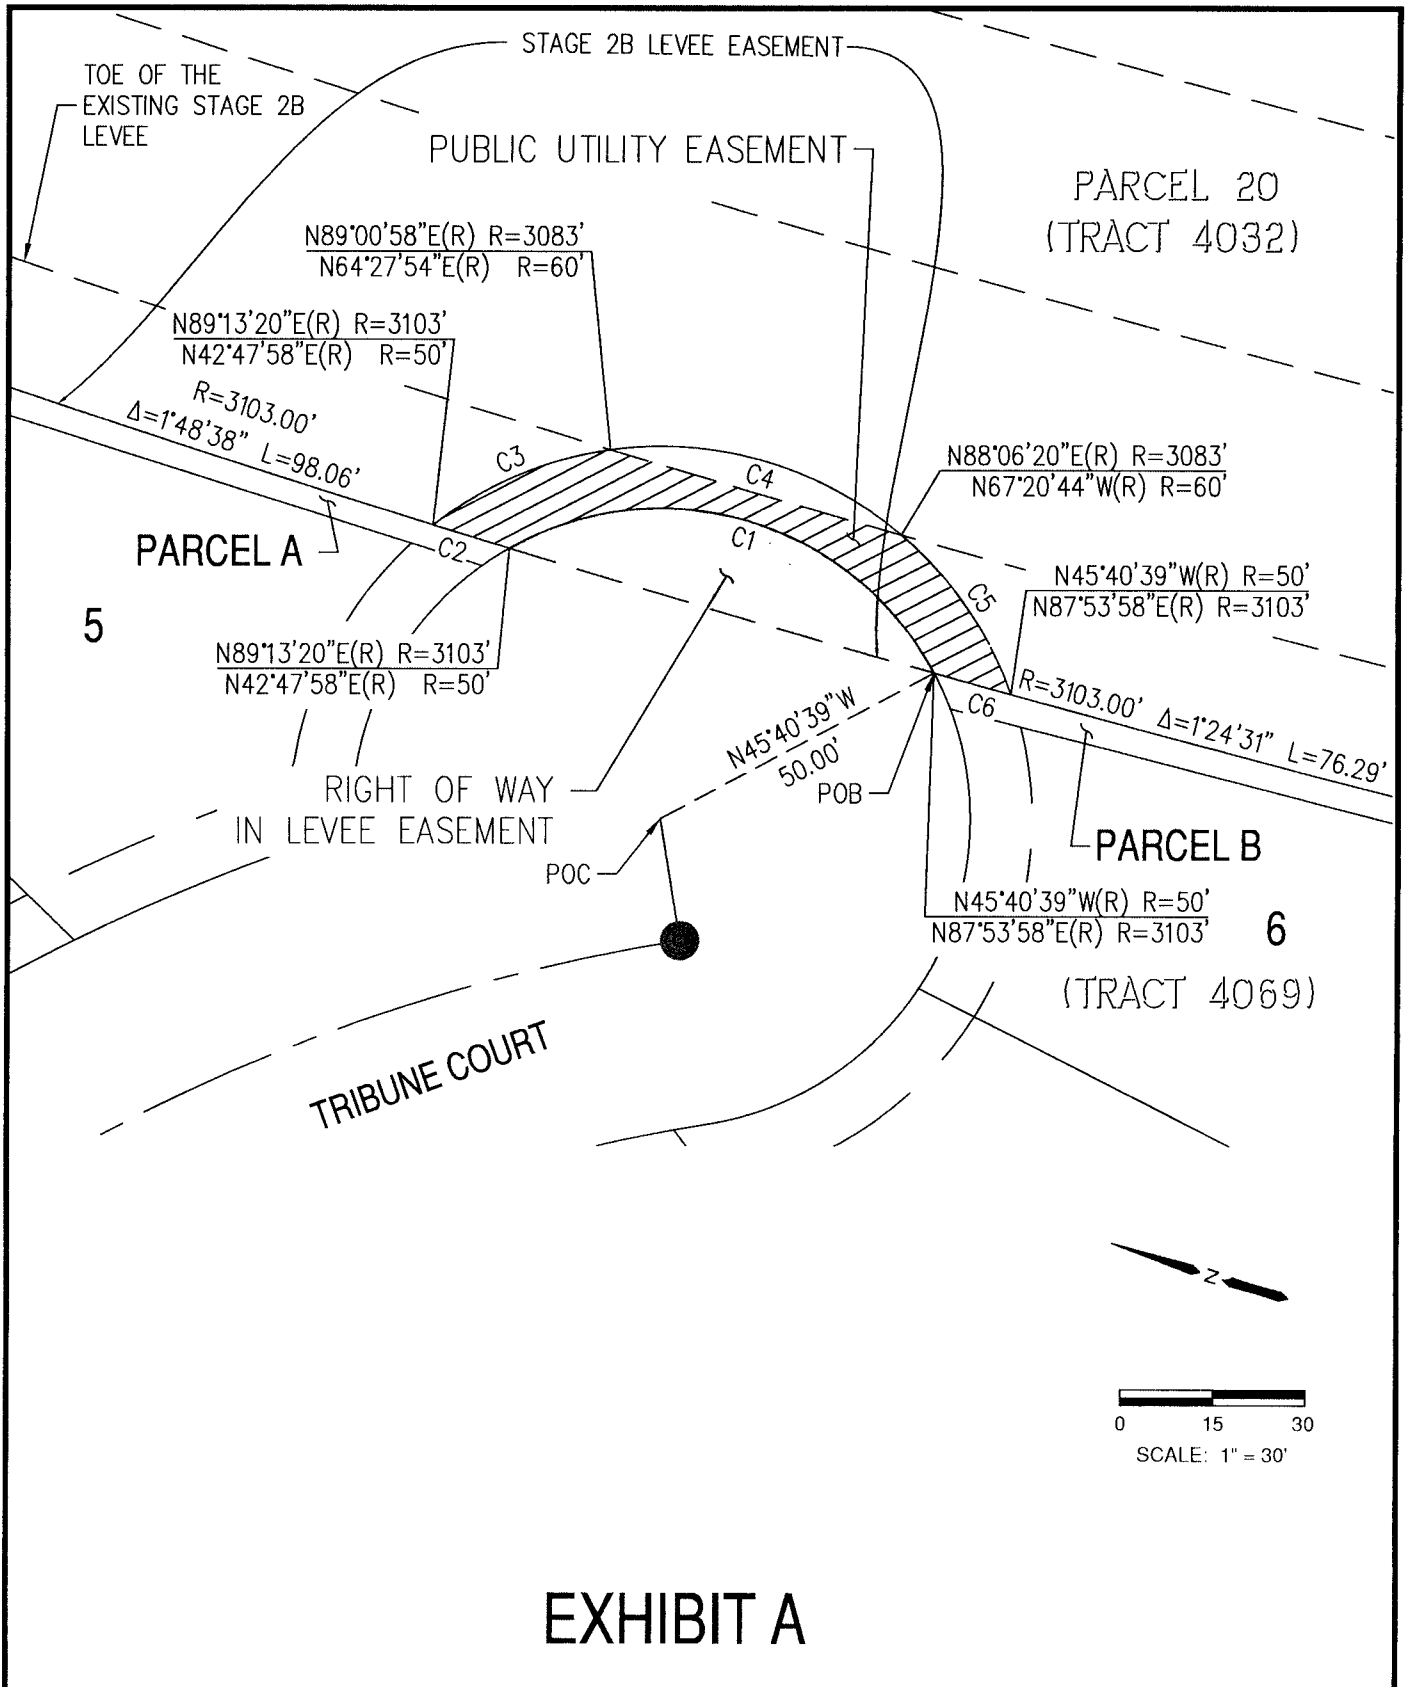 STAGE 2B LEVEE EASEMENT
TOE OF THE
EXISTING STAGE 2B
LEVEE
PUBLIC UTILITY EASEMENT
PARCEL 20
(TRACT 4032)
N89°00'58"E(R) R=3083'
N64°27'54"E(R) R=60'
N89°13'20"E(R) R=3103'
N42°47'58"E(R) R=50'
R=3103.00'
Δ=1°48'38" L=98.06'
C3
C4
N88°06'20"E(R) R=3083'
N67°20'44"W(R) R=60'
PARCEL A
C2
C1
C5
N45°40'39"W(R) R=50'
N87°53'58"E(R) R=3103'
5
N89°13'20"E(R) R=3103'
N42°47'58"E(R) R=50'
R=3103.00' Δ=1°24'31" L=76.29'
C6
N45°40'39"W
50.00'
POB
RIGHT OF WAY
IN LEVEE EASEMENT
POC
PARCEL B
N45°40'39"W(R) R=50'
N87°53'58"E(R) R=3103'
6
(TRACT 4069)
TRIBUNE COURT
N
0 15 30
SCALE: 1" = 30'
EXHIBIT A